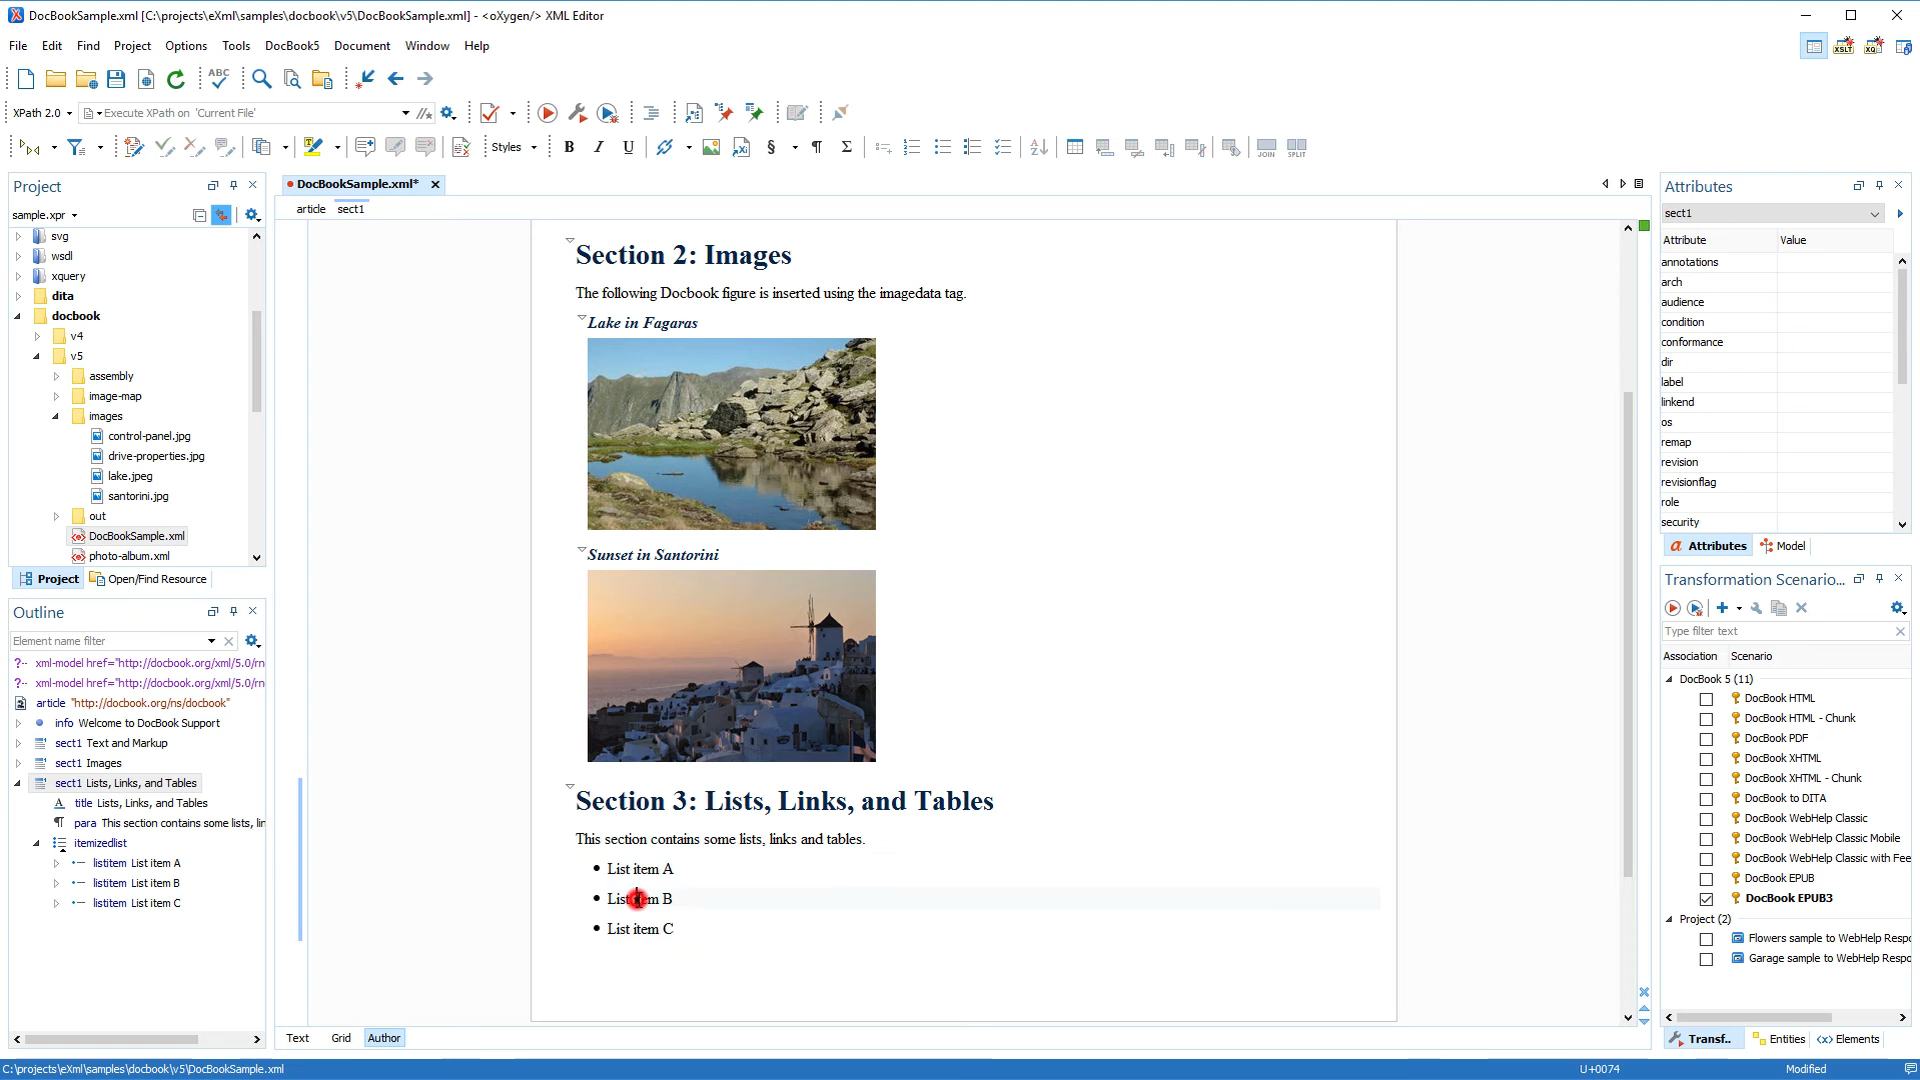 DocBookSample.xml [C:\projects\eXml\samples\docbook\v5\DocBookSample.xml] - <oXygen/> XML Editor
File Edit Find Project Options Tools DocBook5 Document Window Help
XSLT XQ
ABC
XPath 2.0 Execute XPath on 'Current File'
Styles B I U § ¶ Σ JOIN SPLIT
Project
sample.xpr
svg
wsdl
xquery
dita
docbook
v4
v5
assembly
image-map
images
control-panel.jpg
drive-properties.jpg
lake.jpeg
santorini.jpg
out
DocBookSample.xml
photo-album.xml
Project Open/Find Resource
Outline
Element name filter
xml-model href="http://docbook.org/xml/5.0/rn
xml-model href="http://docbook.org/xml/5.0/rn
article "http://docbook.org/ns/docbook"
info Welcome to DocBook Support
sect1 Text and Markup
sect1 Images
sect1 Lists, Links, and Tables
title Lists, Links, and Tables
para This section contains some lists, lin
itemizedlist
listitem List item A
listitem List item B
listitem List item C
DocBookSample.xml*
article sect1
Section 2: Images
The following Docbook figure is inserted using the imagedata tag.
Lake in Fagaras
Sunset in Santorini
Section 3: Lists, Links, and Tables
This section contains some lists, links and tables.
• List item A
• List item B
• List item C
Text Grid Author
Attributes
sect1
Attribute Value
annotations
arch
audience
condition
conformance
dir
label
linkend
os
remap
revision
revisionflag
role
security
Attributes Model
Transformation Scenario...
Type filter text
Association Scenario
DocBook 5 (11)
DocBook HTML
DocBook HTML - Chunk
DocBook PDF
DocBook XHTML
DocBook XHTML - Chunk
DocBook to DITA
DocBook WebHelp Classic
DocBook WebHelp Classic Mobile
DocBook WebHelp Classic with Fee
DocBook EPUB
DocBook EPUB3
Project (2)
Flowers sample to WebHelp Respo
Garage sample to WebHelp Respo
Transf.. Entities Elements
C:\projects\eXml\samples\docbook\v5\DocBookSample.xml U+0074 Modified